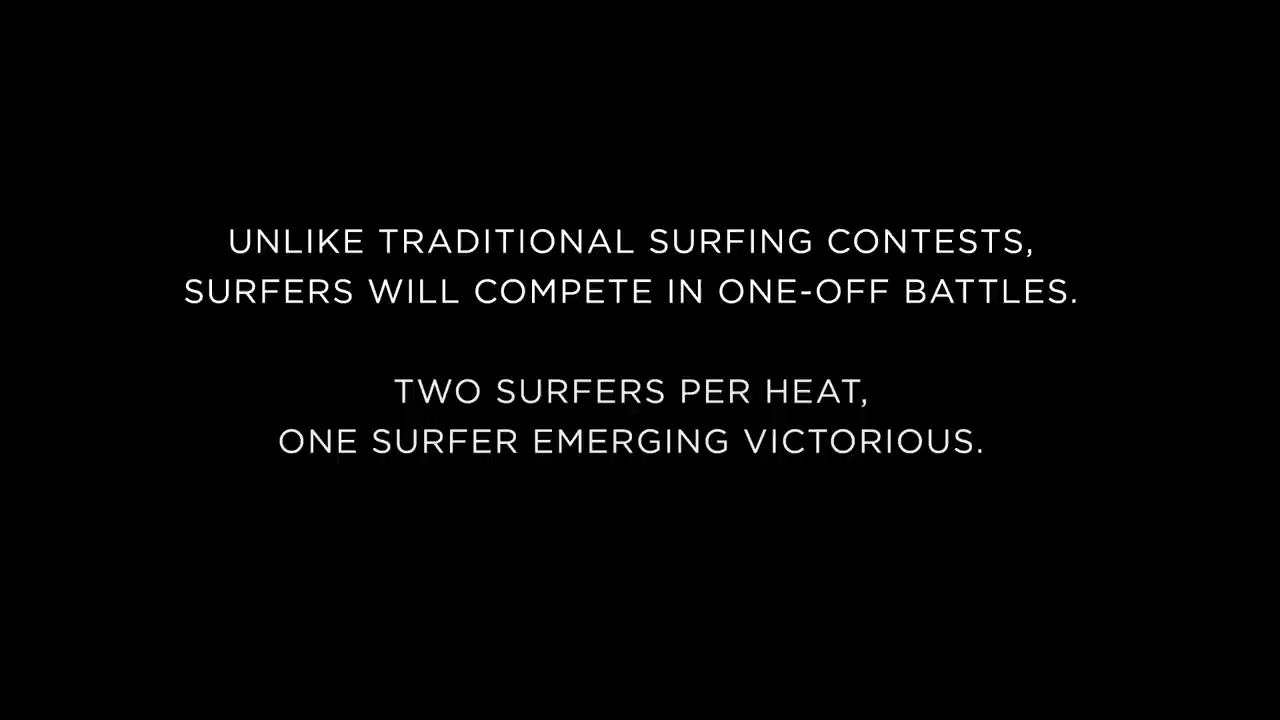 UNLIKE TRADITIONAL SURFING CONTESTS,
SURFERS WILL COMPETE IN ONE-OFF BATTLES.
TWO SURFERS PER HEAT,
ONE SURFER EMERGING VICTORIOUS.